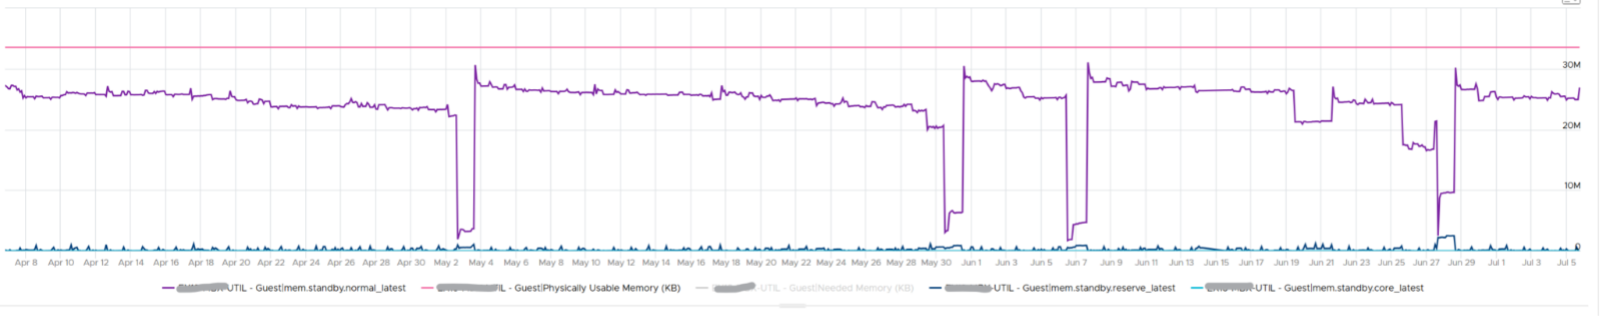 30M
20M
10M
0
Apr 8 Apr 10 Apr 12 Apr 14 Apr 16 Apr 18 Apr 20 Apr 22 Apr 24 Apr 26 Apr 28 Apr 30 May 2 May 4 May 6 May 8 May 10 May 12 May 14 May 16 May 18 May 20 May 22 May 24 May 26 May 28 May 30 Jun 1 Jun 3 Jun 5 Jun 7 Jun 9 Jun 11 Jun 13 Jun 15 Jun 17 Jun 19 Jun 21 Jun 23 Jun 25 Jun 27 Jun 29 Jul 1 Jul 3 Jul 5
UTIL - Guest|mem.standby.normal_latest IL - Guest|Physically Usable Memory (KB) -UTIL - Guest|Needed Memory (KB) -UTIL - Guest|mem.standby.reserve_latest -UTIL - Guest|mem.standby.core_latest